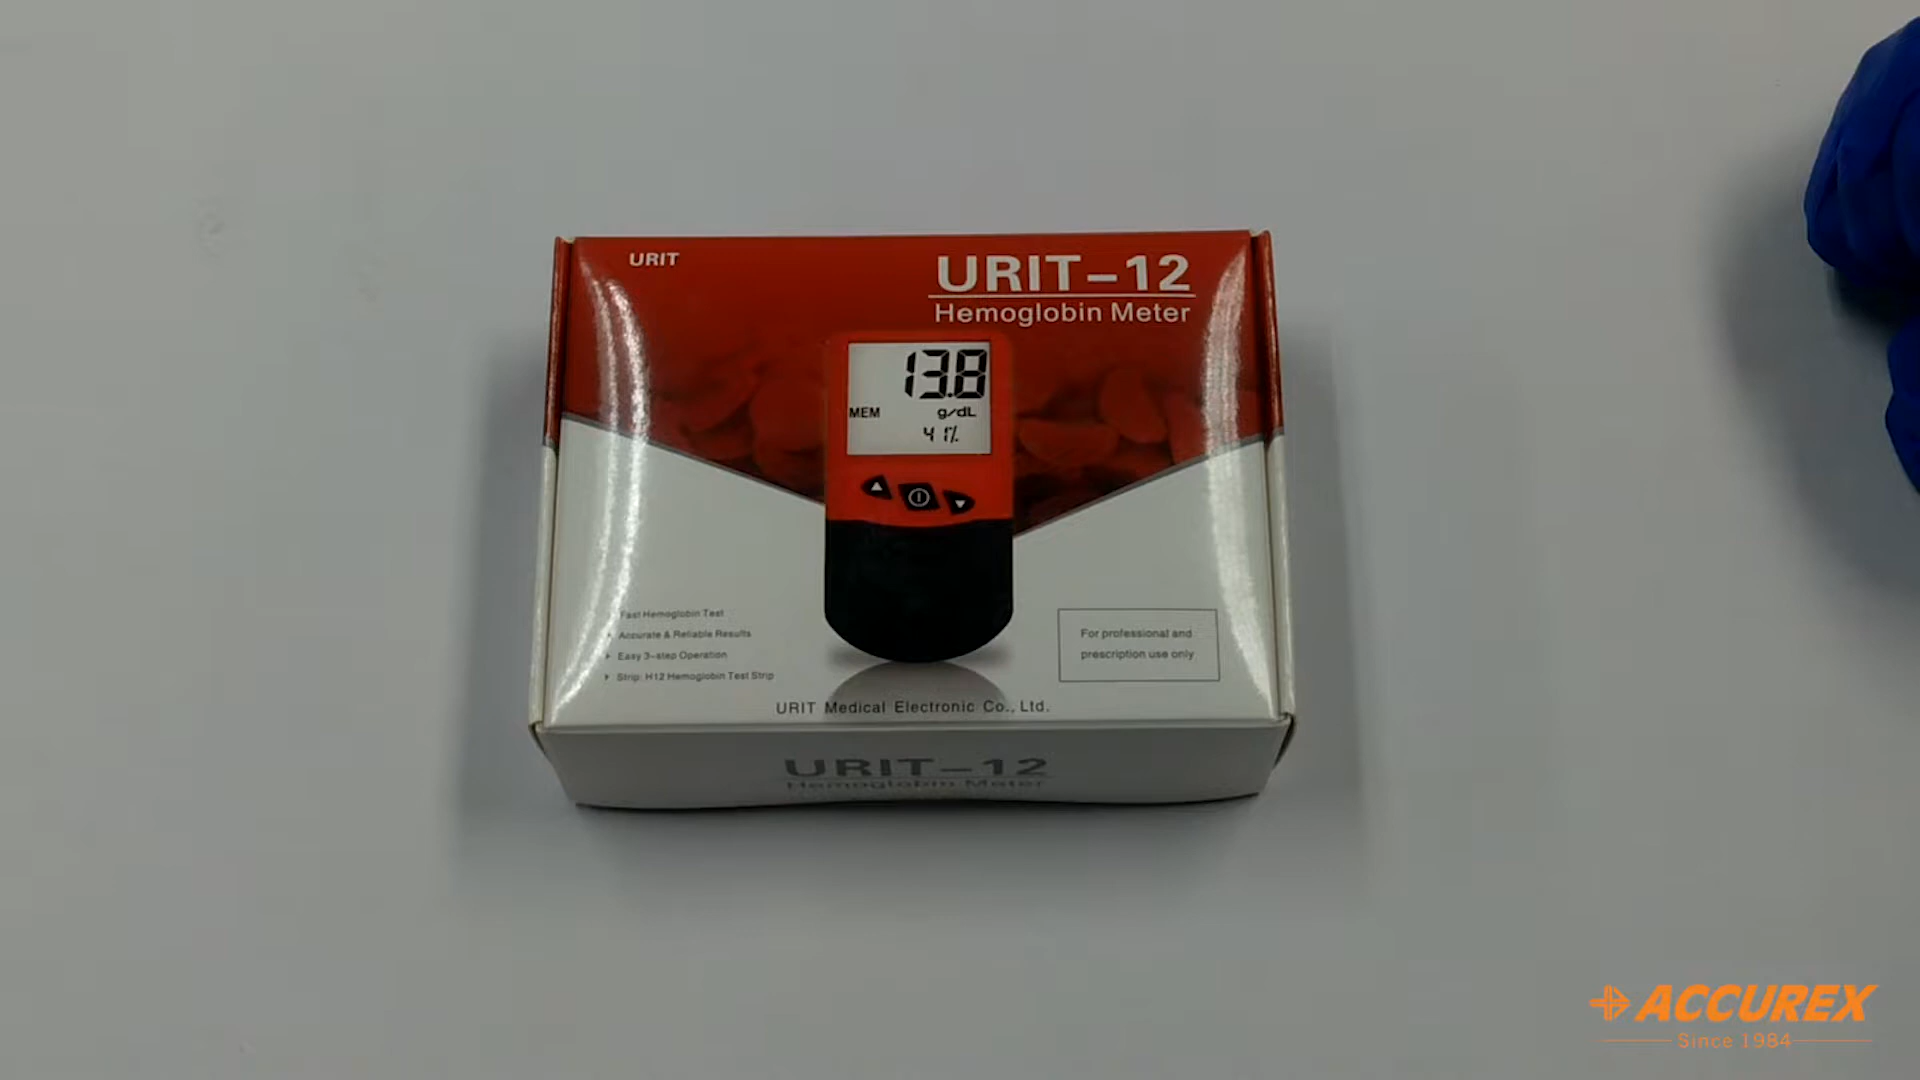 URIT
URIT-12
Hemoglobin Meter
13.8
MEM
g/dL
41%
Fast Hemoglobin Test
Accurate & Reliable Results
Easy 3-step Operation
Strip: H12 Hemoglobin Test Strip
For professional and
prescription use only
URIT Medical Electronic Co., Ltd.
URIT-12
Hemoglobin Meter
ACCUREX
Since 1984